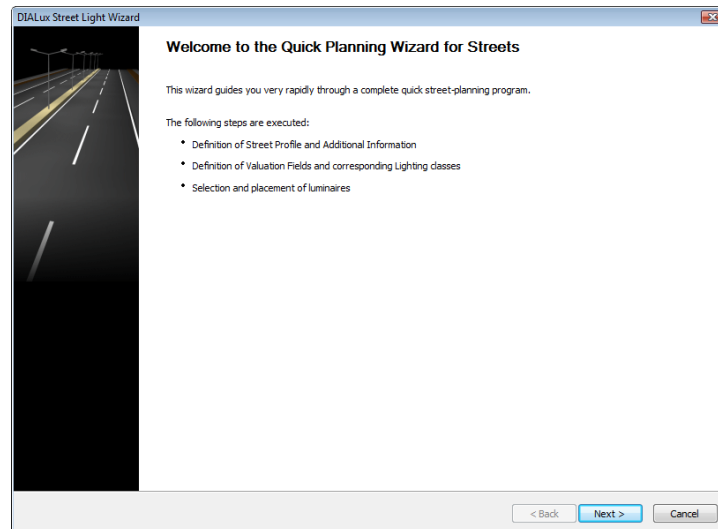 DIALux Street Light Wizard
Welcome to the Quick Planning Wizard for Streets
This wizard guides you very rapidly through a complete quick street-planning program.
The following steps are executed:
• Definition of Street Profile and Additional Information
• Definition of Valuation Fields and corresponding Lighting classes
• Selection and placement of luminaires
< Back Next > Cancel